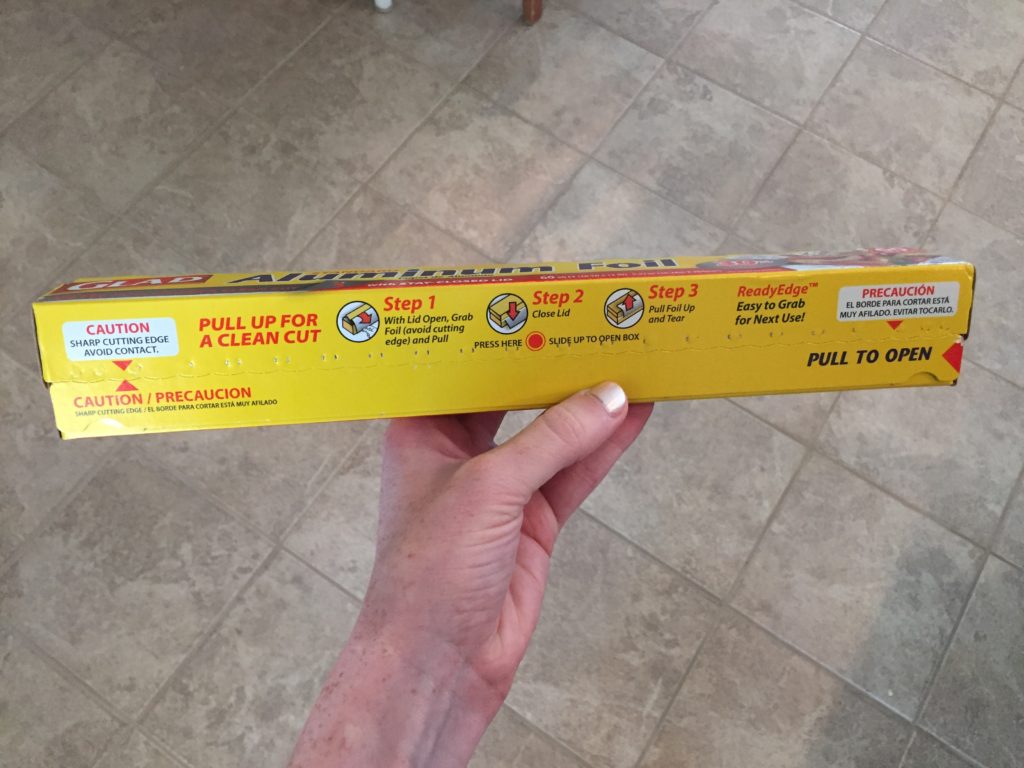 GLAD
Aluminum Foil
WITH STAY-CLOSED LID
CAUTION
SHARP CUTTING EDGE
AVOID CONTACT.
PULL UP FOR
A CLEAN CUT
Step 1
With Lid Open, Grab
Foil (avoid cutting
edge) and Pull
Step 2
Close Lid
Step 3
Pull Foil Up
and Tear
PRESS HERE
SLIDE UP TO OPEN BOX
ReadyEdge™
Easy to Grab
for Next Use!
PRECAUCIÓN
EL BORDE PARA CORTAR ESTÁ
MUY AFILADO. EVITAR TOCARLO.
PULL TO OPEN
CAUTION / PRECAUCION
SHARP CUTTING EDGE / EL BORDE PARA CORTAR ESTÁ MUY AFILADO